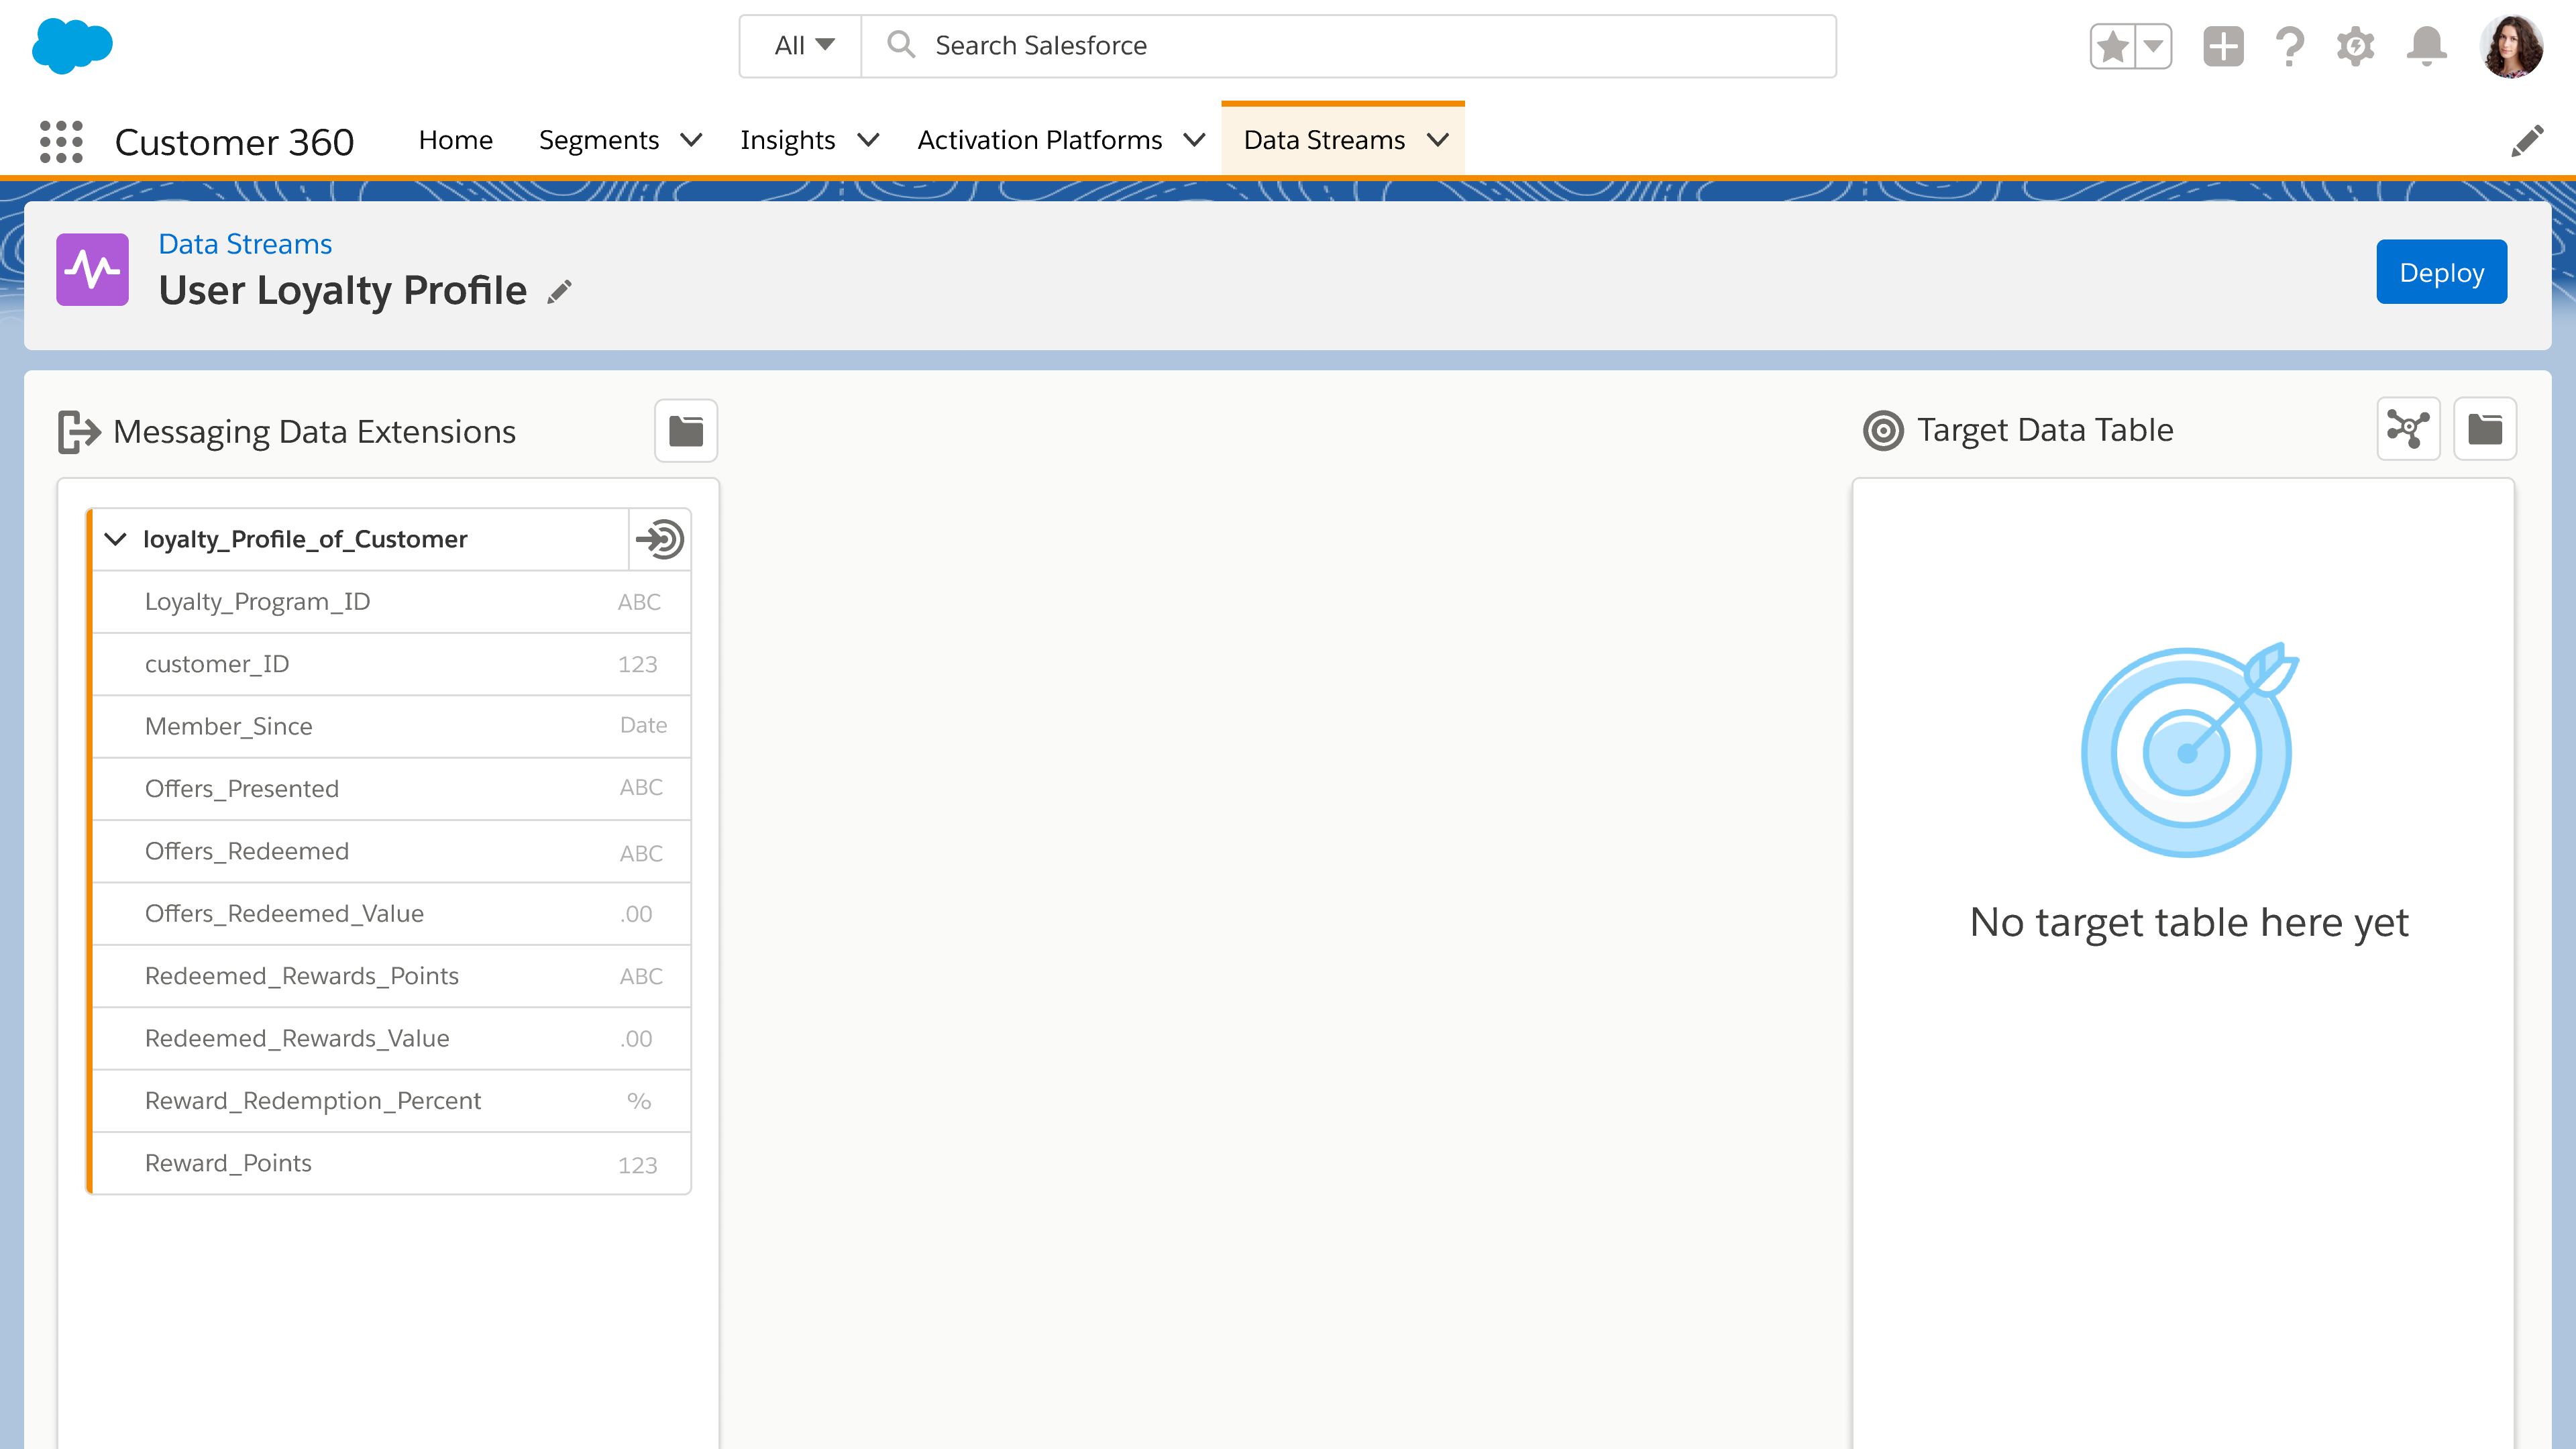 All
Search Salesforce
Customer 360
Home
Segments
Insights
Activation Platforms
Data Streams
Data Streams
User Loyalty Profile
Deploy
Messaging Data Extensions
Target Data Table
loyalty_Profile_of_Customer
Loyalty_Program_ID ABC
customer_ID 123
Member_Since Date
Offers_Presented ABC
Offers_Redeemed ABC
Offers_Redeemed_Value .00
Redeemed_Rewards_Points ABC
Redeemed_Rewards_Value .00
Reward_Redemption_Percent %
Reward_Points 123
No target table here yet